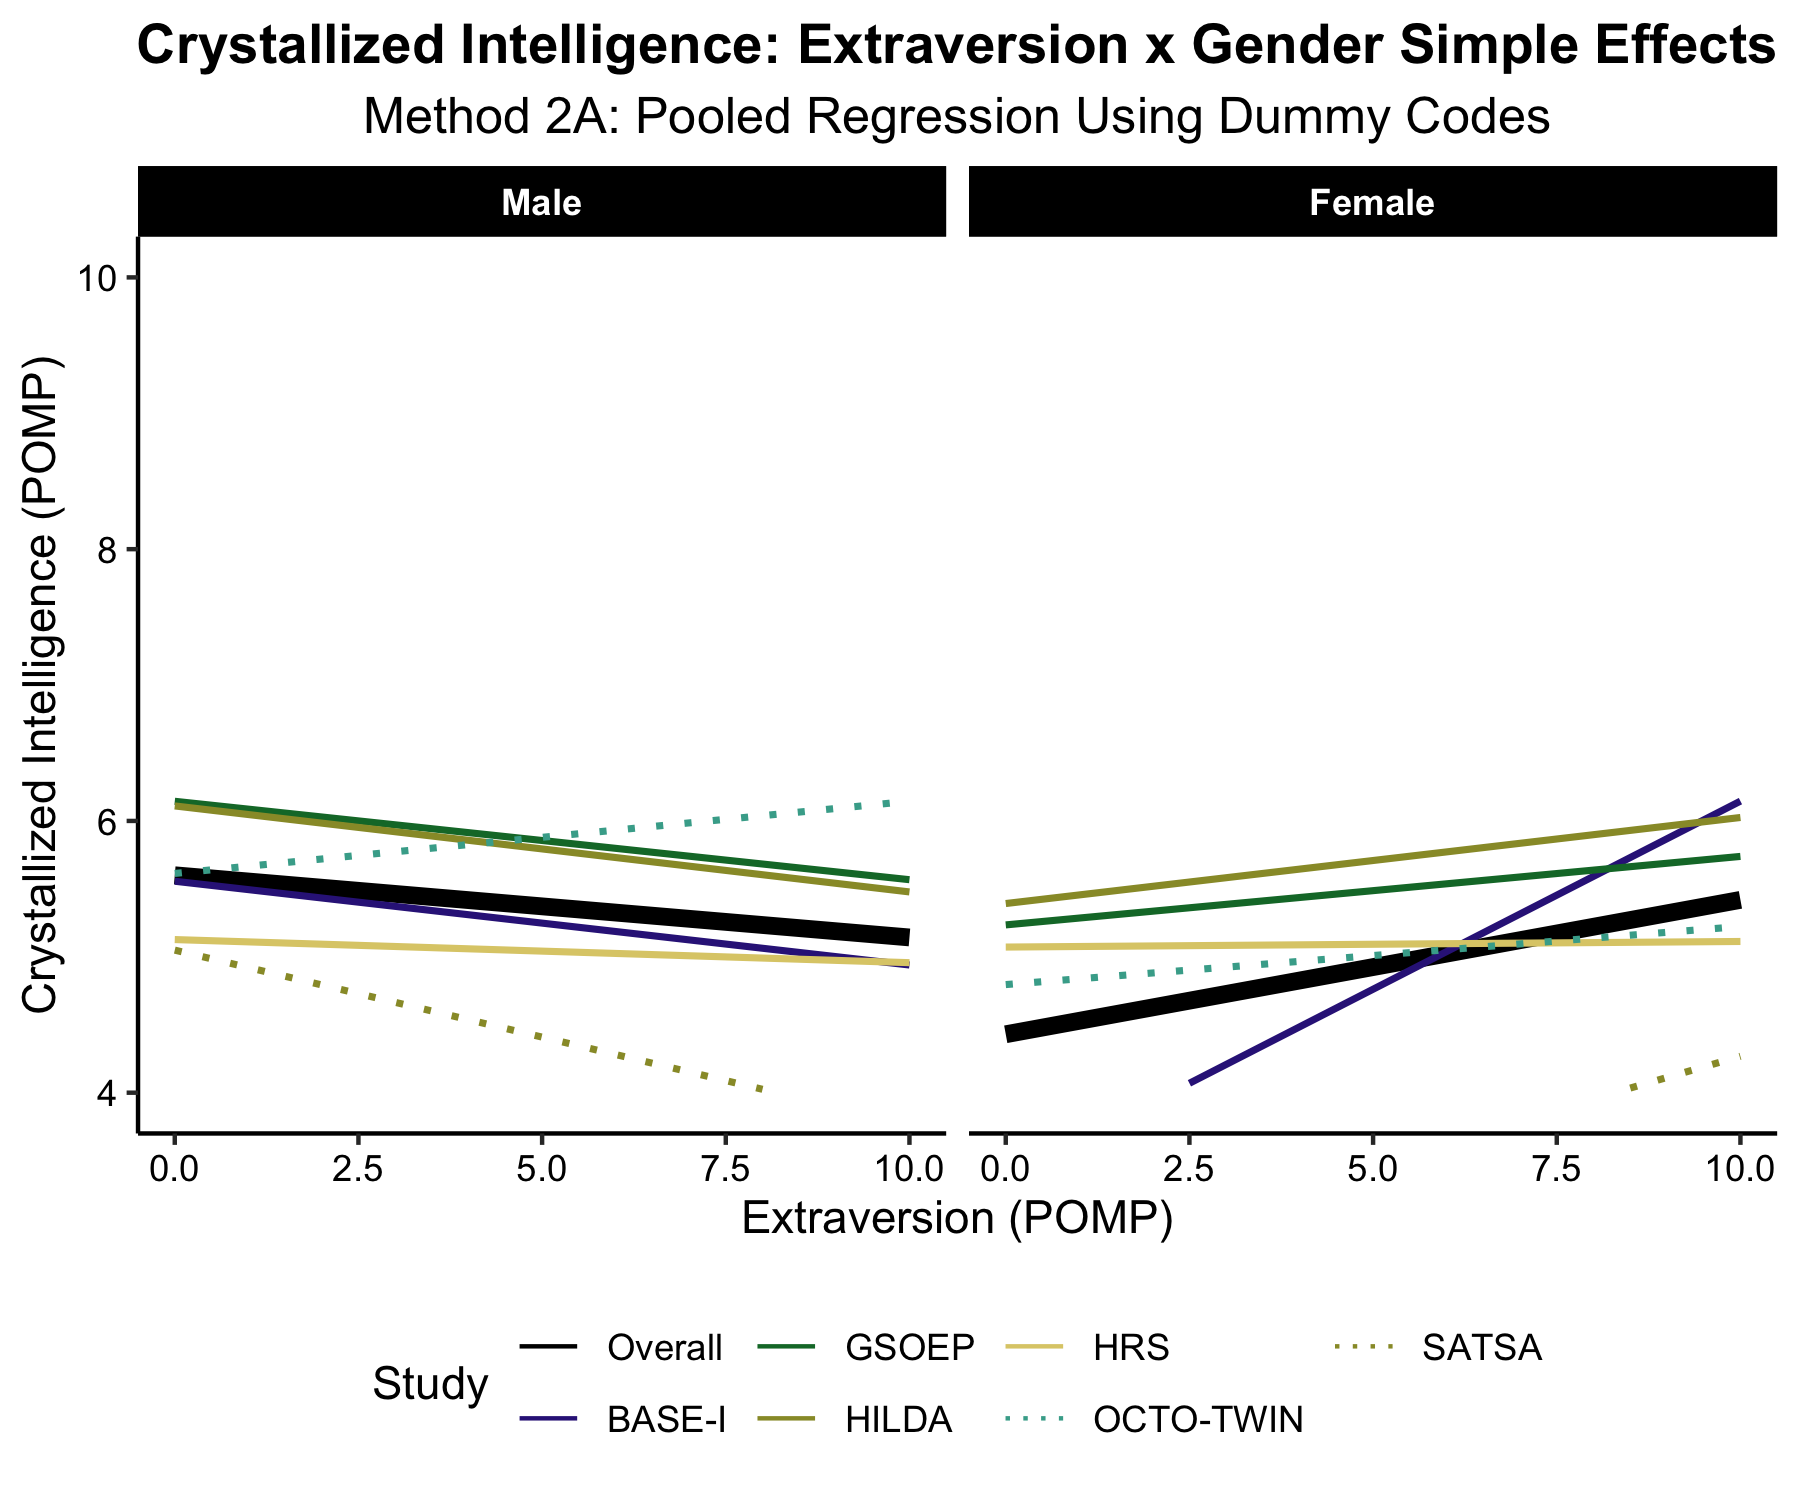 Crystallized Intelligence: Extraversion x Gender Simple Effects
Method 2A: Pooled Regression Using Dummy Codes
Male
Female
Crystallized Intelligence (POMP)
10
8
6
4
0.0 2.5 5.0 7.5 10.0
0.0 2.5 5.0 7.5 10.0
Extraversion (POMP)
Study
Overall GSOEP HRS SATSA
BASE-I HILDA OCTO-TWIN